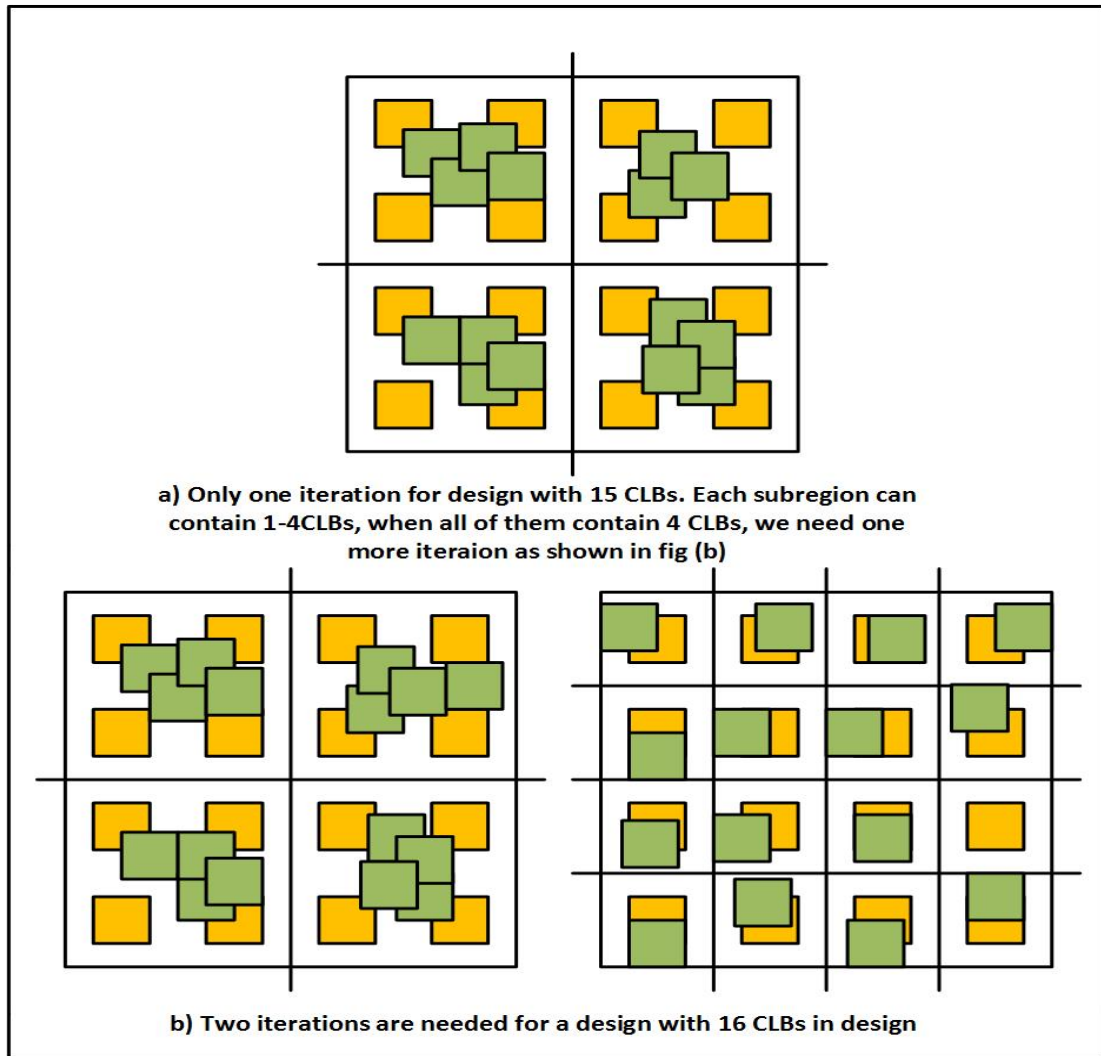 a) Only one iteration for design with 15 CLBs. Each subregion can
contain 1-4CLBs, when all of them contain 4 CLBs, we need one
more iteraion as shown in fig (b)
b) Two iterations are needed for a design with 16 CLBs in design